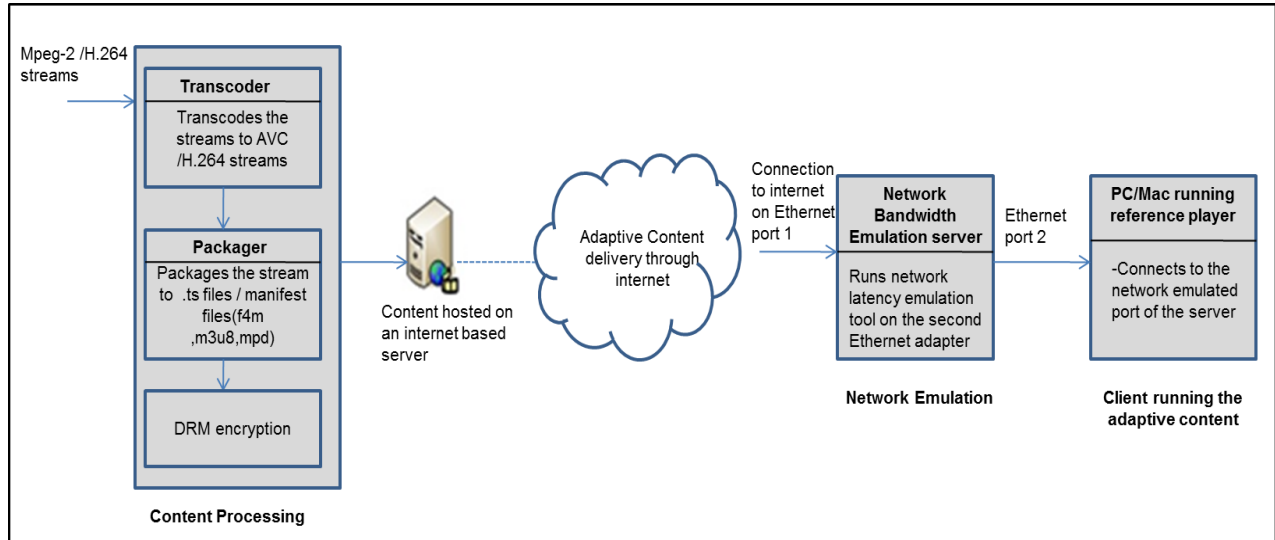 Mpeg-2 /H.264
streams
Transcoder
Transcodes the
streams to AVC
/H.264 streams
Packager
Packages the stream
to .ts files / manifest
files(f4m
,m3u8,mpd)
DRM encryption
Content Processing
Content hosted on
an internet based
server
Adaptive Content
delivery through
internet
Connection
to internet
on Ethernet
port 1
Network
Bandwidth
Emulation server
Runs network
latency emulation
tool on the second
Ethernet adapter
Network Emulation
Ethernet
port 2
PC/Mac running
reference player
-Connects to the
network emulated
port of the server
Client running the
adaptive content